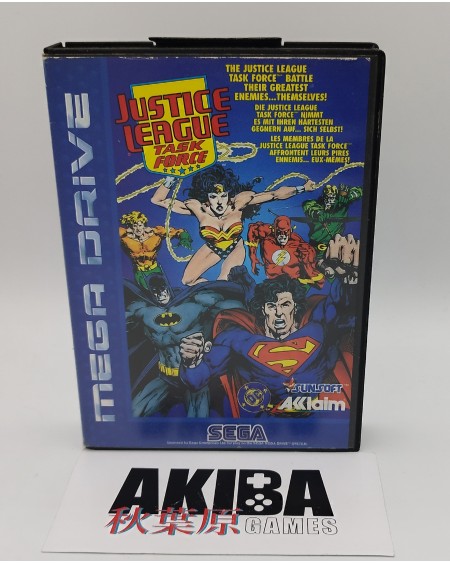 MEGA DRIVE
JUSTICE
LEAGUE
TASK
FORCE
THE JUSTICE LEAGUE
TASK FORCE™ BATTLE
THEIR GREATEST
ENEMIES...THEMSELVES!
DIE JUSTICE LEAGUE
TASK FORCE™ NIMMT
ES MIT IHREN HÄRTESTEN
GEGNERN AUF... SICH SELBST!
LES MEMBRES DE LA
JUSTICE LEAGUE TASK FORCE™
AFFRONTENT LEURS PIRES
ENNEMIS... EUX-MÊMES!
SUNSOFT
AKlaim
SEGA
AKIBA
秋葉原
GAMES